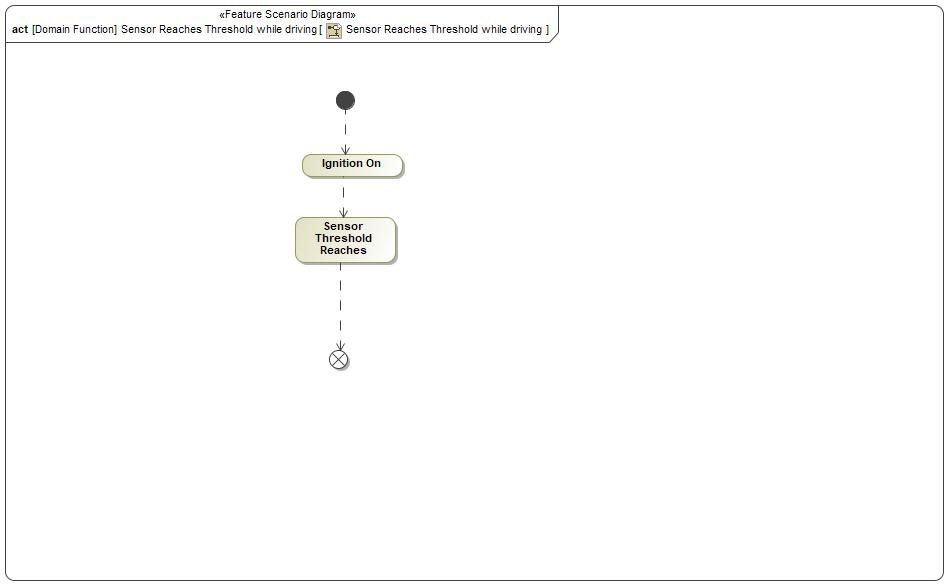 «Feature Scenario Diagram»
act [Domain Function] Sensor Reaches Threshold while driving [ Sensor Reaches Threshold while driving ]
Ignition On
Sensor
Threshold
Reaches